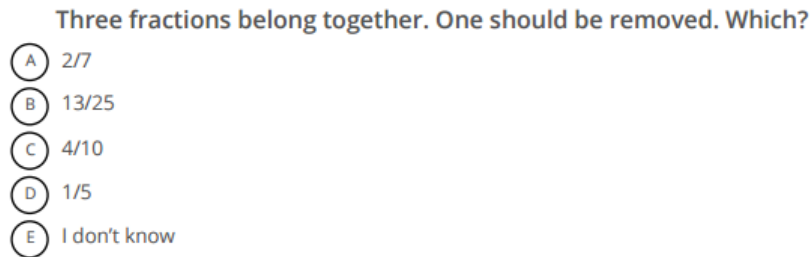 Three fractions belong together. One should be removed. Which?
A 2/7
B 13/25
C 4/10
D 1/5
E I don't know